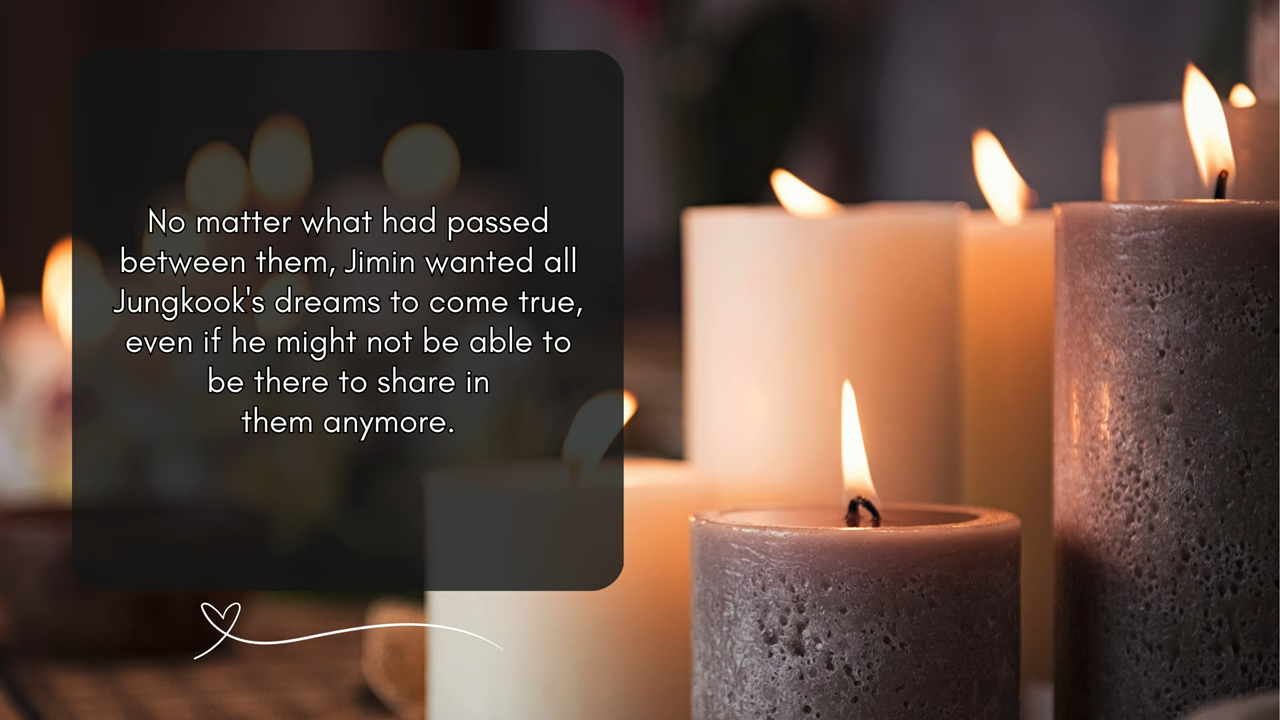 No matter what had passed
between them, Jimin wanted all
Jungkook's dreams to come true,
even if he might not be able to
be there to share in
them anymore.